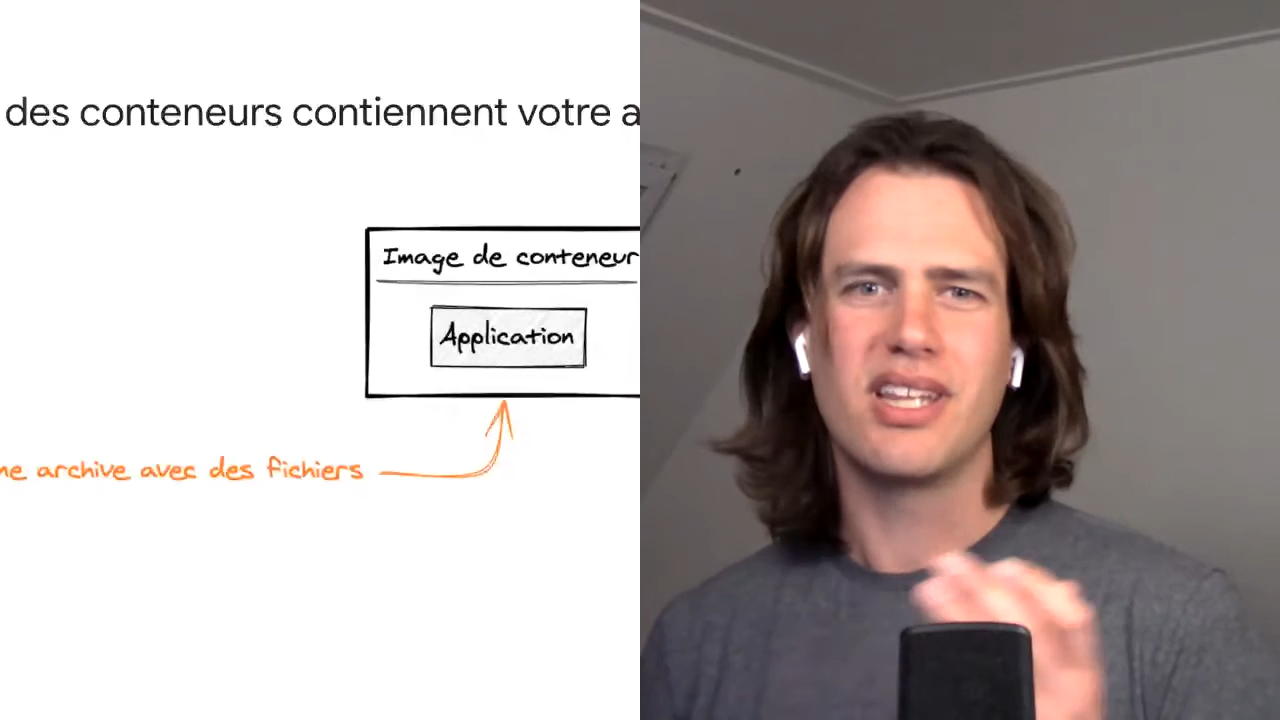 des conteneurs contiennent votre a
Image de conteneur
Application
ne archive avec des fichiers